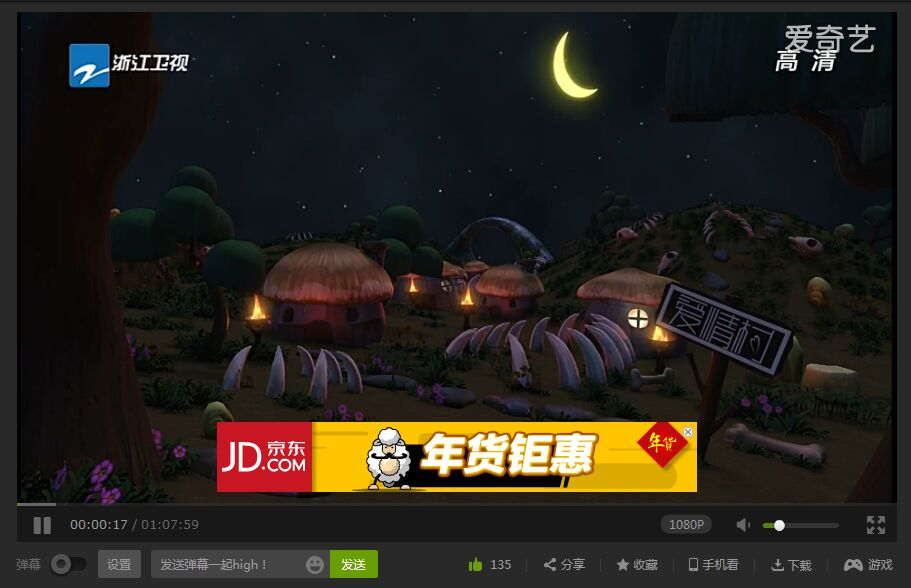 爱奇艺
浙江卫视
高清
爱情村
JD京东
.COM
年货钜惠
年货
00:00:17 / 01:07:59
1080P
弹幕
设置
发送弹幕一起high！
发送
135
分享
收藏
手机看
下载
游戏